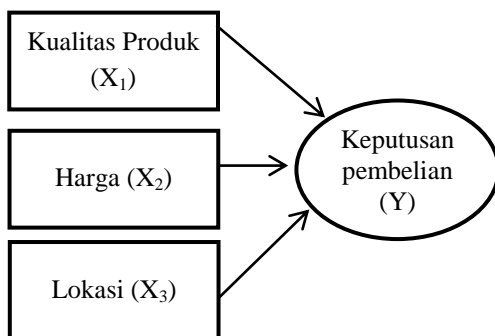 Kualitas Produk
(X₁)
Harga (X₂)
Lokasi (X₃)
Keputusan
pembelian
(Y)